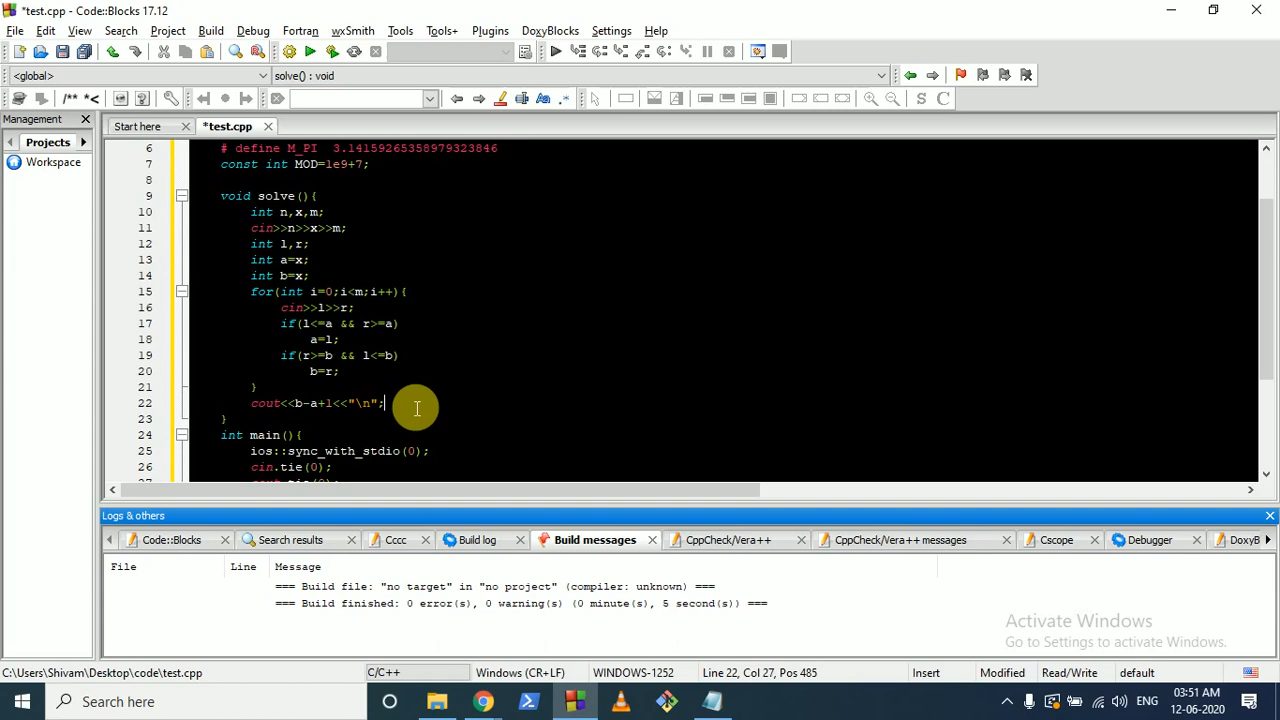 *test.cpp - Code::Blocks 17.12
File Edit View Search Project Build Debug Fortran wxSmith Tools Tools+ Plugins DoxyBlocks Settings Help
<global> solve() : void
/** *<
S C
Management
Start here *test.cpp
Projects
Workspace
6 # define M_PI 3.14159265358979323846
7 const int MOD=1e9+7;
8
9 void solve(){
10 int n,x,m;
11 cin>>n>>x>>m;
12 int l,r;
13 int a=x;
14 int b=x;
15 for(int i=0;i<m;i++){
16 cin>>l>>r;
17 if(l<=a && r>=a)
18 a=l;
19 if(r>=b && l<=b)
20 b=r;
21 }
22 cout<<b-a+1<<"\n";
23 }
24 int main(){
25 ios::sync_with_stdio(0);
26 cin.tie(0);
27 cout.tie(0);
Logs & others
Code::Blocks Search results Cccc Build log Build messages CppCheck/Vera++ CppCheck/Vera++ messages Cscope Debugger DoxyB
File Line Message
=== Build file: "no target" in "no project" (compiler: unknown) ===
=== Build finished: 0 error(s), 0 warning(s) (0 minute(s), 5 second(s)) ===
Activate Windows
Go to Settings to activate Windows.
C:\Users\Shivam\Desktop\code\test.cpp C/C++ Windows (CR+LF) WINDOWS-1252 Line 22, Col 27, Pos 485 Insert Modified Read/Write default
Type here to search